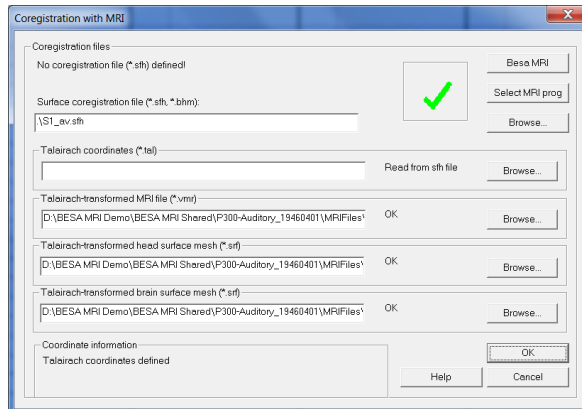 Coregistration with MRI
X
Coregistration files
No coregistration file (*.sfh) defined!
Besa MRI
Select MRI prog
Surface coregistration file (*.sfh, *.bhm):
\S1_av.sfh
Browse...
Talairach coordinates (*.tal)
Read from sfh file
Browse...
Talairach-transformed MRI file (*.vmr)
D:\BESA MRI Demo\BESA MRI Shared\P300-Auditory_19460401\MRIFiles\
OK
Browse...
Talairach-transformed head surface mesh (*.srf)
D:\BESA MRI Demo\BESA MRI Shared\P300-Auditory_19460401\MRIFiles\
OK
Browse...
Talairach-transformed brain surface mesh (*.srf)
D:\BESA MRI Demo\BESA MRI Shared\P300-Auditory_19460401\MRIFiles\
OK
Browse...
Coordinate information
Talairach coordinates defined
OK
Help
Cancel